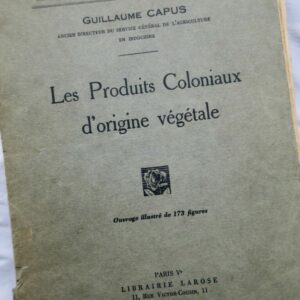 GUILLAUME CAPUS
ANCIEN DIRECTEUR DU SERVICE GÉNÉRAL DE L'AGRICULTURE
EN INDOCHINE
Les Produits Coloniaux
d'origine végétale
Ouvrage illustré de 173 figures
PARIS Vᵉ
LIBRAIRIE LAROSE
11, RUE VICTOR-COUSIN, 11